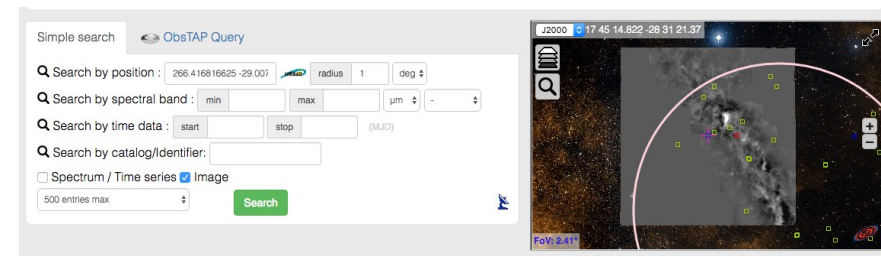 Simple search
ObsTAP Query
Search by position : 266.416816625 -29.007 radius 1 deg
Search by spectral band : min max μm -
Search by time data : start stop (MJD)
Search by catalog/Identifier:
Spectrum / Time series Image
500 entries max Search
J2000 17 45 14.822 -28 31 21.37
+
−
FoV: 2.41°